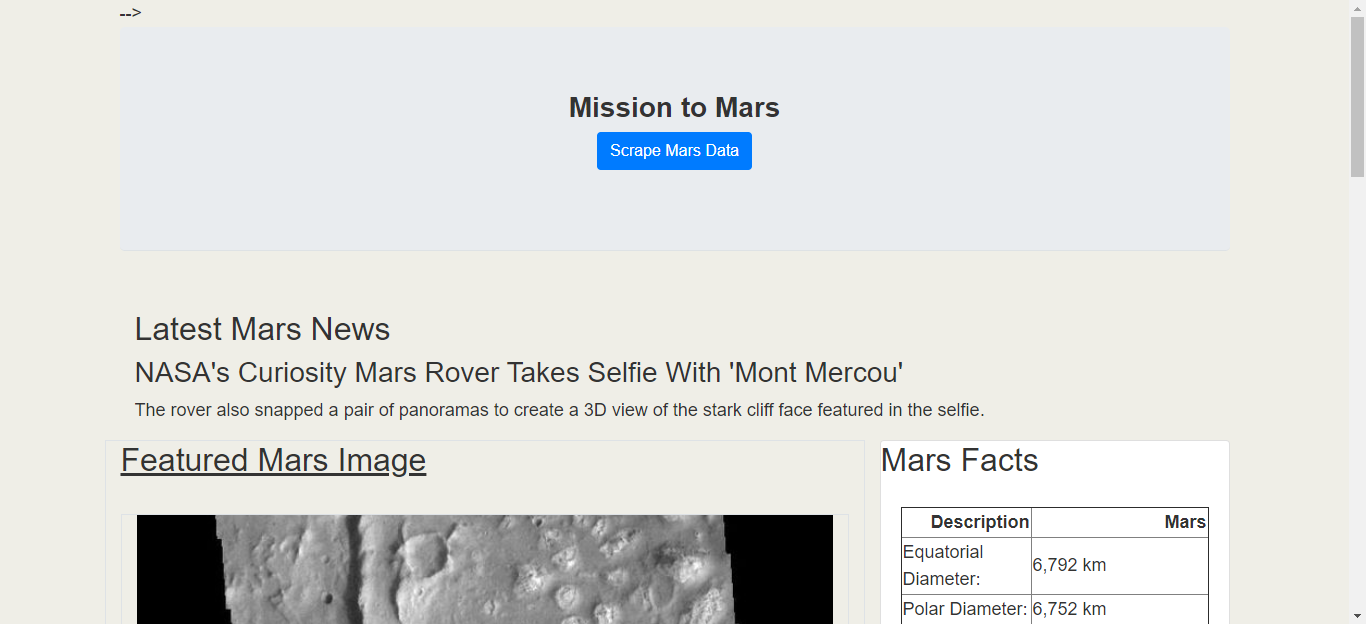 -->
Mission to Mars
Scrape Mars Data
Latest Mars News
NASA's Curiosity Mars Rover Takes Selfie With 'Mont Mercou'
The rover also snapped a pair of panoramas to create a 3D view of the stark cliff face featured in the selfie.
Featured Mars Image
Mars Facts
Description Mars
Equatorial
Diameter: 6,792 km
Polar Diameter: 6,752 km